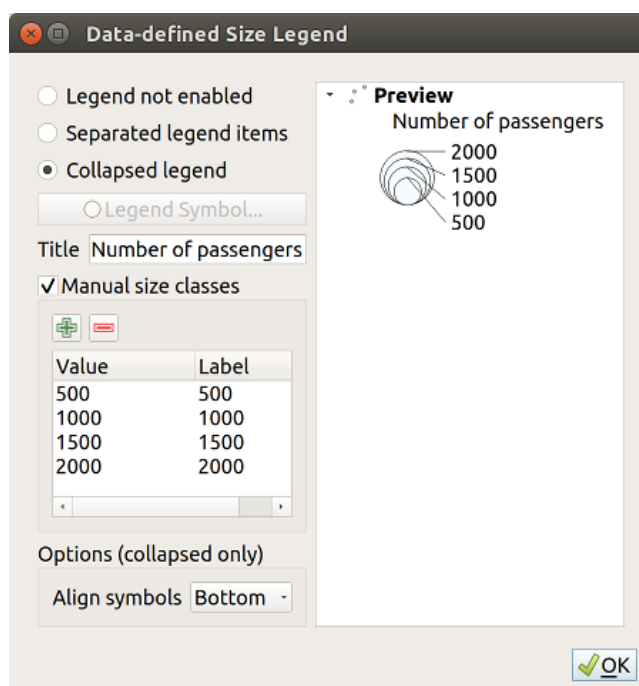 Data-defined Size Legend
Legend not enabled
Separated legend items
Collapsed legend
Legend Symbol...
Title Number of passengers
Manual size classes
Value Label
500 500
1000 1000
1500 1500
2000 2000
Options (collapsed only)
Align symbols Bottom
Preview
Number of passengers
2000
1500
1000
500
OK